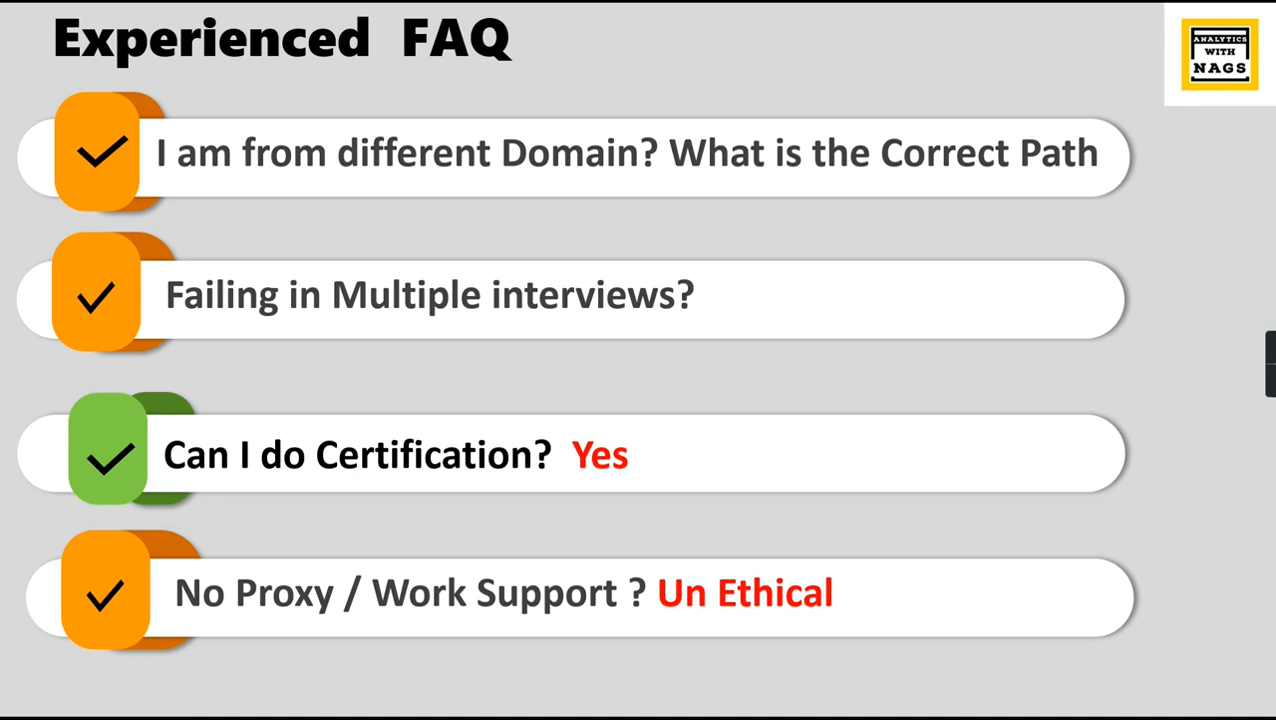 Experienced FAQ
ANALYTICS
WITH
NAGS
I am from different Domain? What is the Correct Path
Failing in Multiple interviews?
Can I do Certification? Yes
No Proxy / Work Support ? Un Ethical